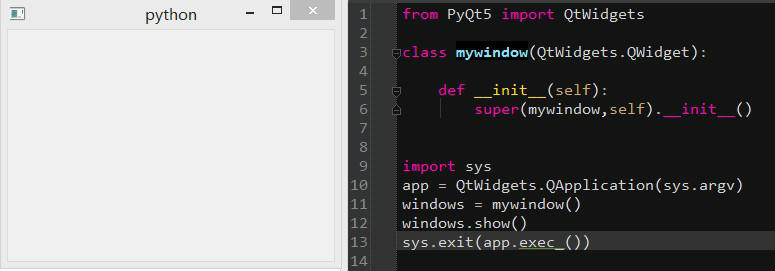 python
1 from PyQt5 import QtWidgets
2
3 class mywindow(QtWidgets.QWidget):
4
5     def __init__(self):
6         super(mywindow,self).__init__()
7
8
9 import sys
10 app = QtWidgets.QApplication(sys.argv)
11 windows = mywindow()
12 windows.show()
13 sys.exit(app.exec_())
14